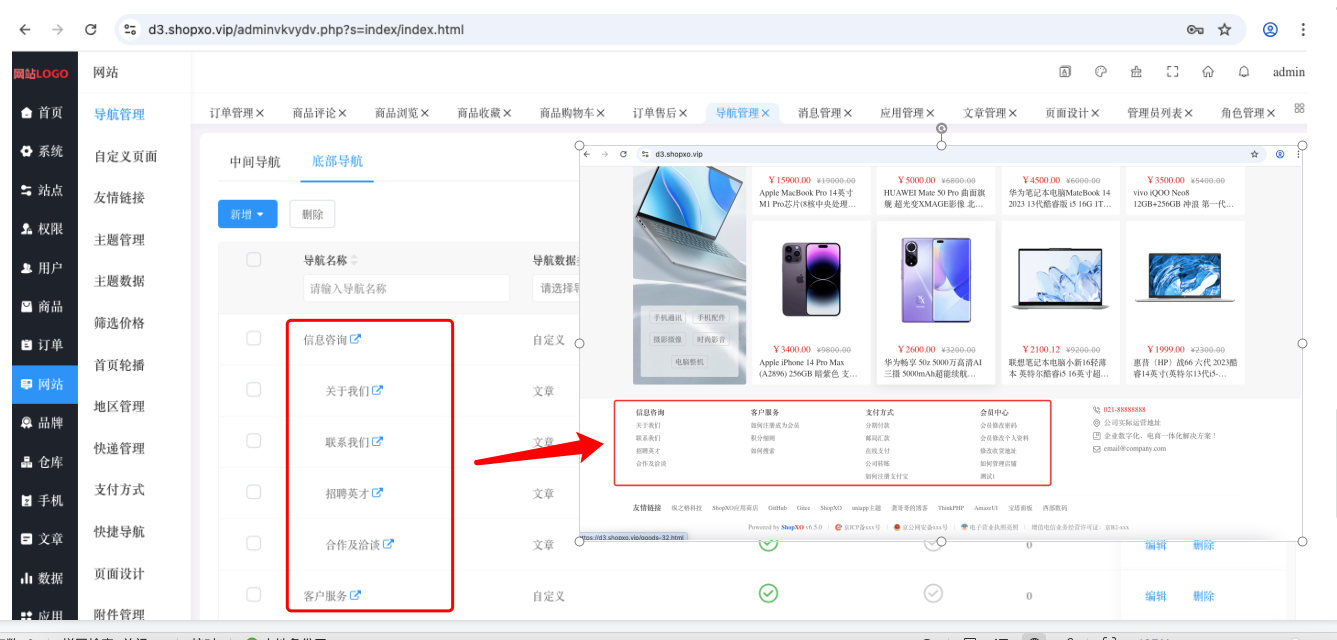 d3.shopxo.vip/adminvkvydv.php?s=index/index.html
网站LOGO
网站
admin
首页
系统
站点
权限
用户
商品
订单
网站
品牌
仓库
手机
文章
数据
应用
导航管理
自定义页面
友情链接
主题管理
主题数据
筛选价格
首页轮播
地区管理
快递管理
支付方式
快捷导航
页面设计
附件管理
订单管理 商品评论 商品浏览 商品收藏 商品购物车 订单售后 导航管理 消息管理 应用管理 文章管理 页面设计 管理员列表 角色管理
中间导航 底部导航
新增 删除
导航名称 导航数据
请输入导航名称 请选择
信息咨询 自定义
关于我们 文章
联系我们 文章
招聘英才 文章
合作及洽谈 文章 0 编辑 删除
客户服务 自定义 0 编辑 删除
d3.shopxo.vip
手机通讯 手机配件
摄影摄像 时尚影音
电脑整机
¥15900.00 ¥19000.00
Apple MacBook Pro 14英寸
M1 Pro芯片(8核中央处理...
¥5000.00 ¥6800.00
HUAWEI Mate 50 Pro 曲面旗
舰 超光变XMAGE影像 北...
¥4500.00 ¥6000.00
华为笔记本电脑MateBook 14
2023 13代酷睿版 i5 16G 1T...
¥3500.00 ¥5400.00
vivo iQOO Neo8
12GB+256GB 冲浪 第一代...
¥3400.00 ¥9800.00
Apple iPhone 14 Pro Max
(A2896) 256GB 暗紫色 支...
¥2600.00 ¥3200.00
华为畅享 50z 5000万高清AI
三摄 5000mAh超能续航...
¥2100.12 ¥9200.00
联想笔记本电脑小新16轻薄
本 英特尔酷睿i5 16英寸超...
¥1999.00 ¥2300.00
惠普（HP）战66 六代 2023酷
睿14英寸(英特尔13代i5-...
信息咨询
关于我们
联系我们
招聘英才
合作及洽谈
客户服务
如何注册成为会员
积分细则
如何搜索
支付方式
分期付款
邮局汇款
在线支付
公司转账
如何注册支付宝
会员中心
会员修改密码
会员修改个人资料
修改收货地址
如何管理店铺
测试1
021-88888888
公司实际运营地址
企业数字化、电商一体化解决方案！
email@company.com
友情链接 纵之格科技 ShopXO应用商店 GitHub Gitee ShopXO uniapp主题 龚哥哥的博客 ThinkPHP AmazeUI 宝塔面板 西部数码
Powered by ShopXO v6.5.0 京ICP备xxx号 京公网安备xxx号 电子营业执照亮照 增值电信业务经营许可证：京B2-xxx
https://d3.shopxo.vip/goods-32.html